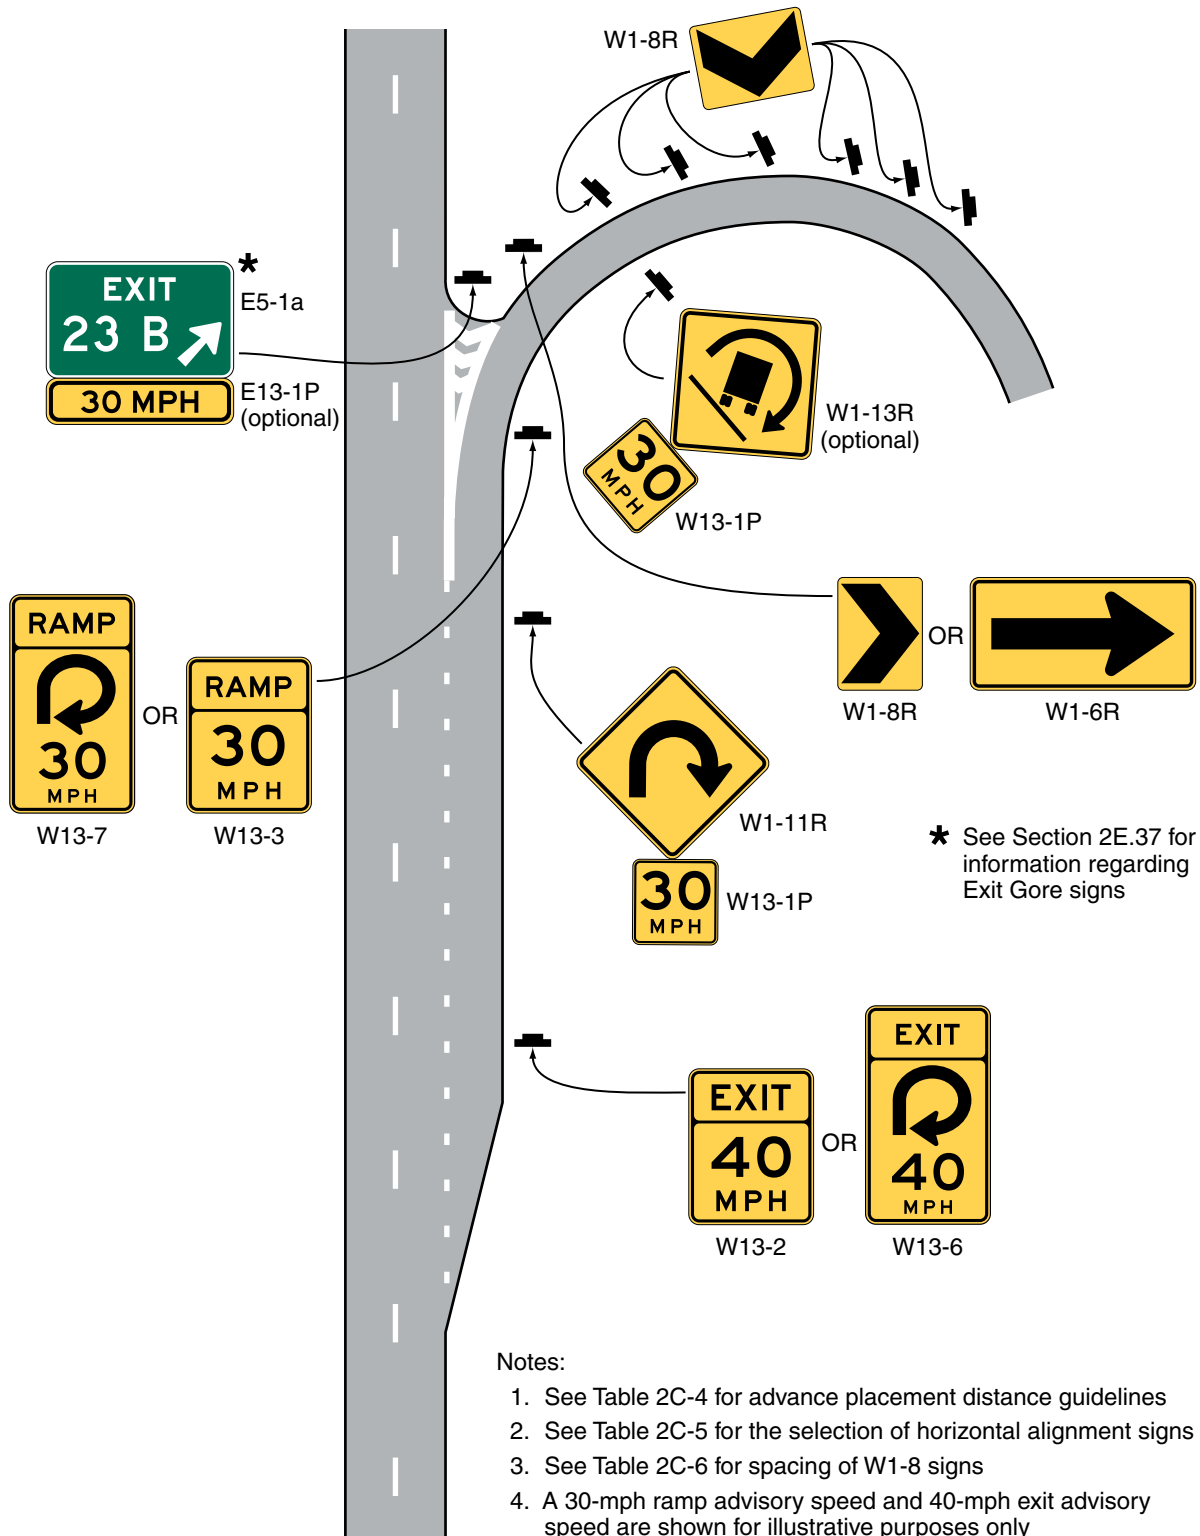 W1-8R
EXIT
23 B
*
E5-1a
30 MPH
E13-1P
(optional)
W1-13R
(optional)
30
MPH
W13-1P
RAMP
30
MPH
W13-7
OR
RAMP
30
MPH
W13-3
W1-8R
OR
W1-6R
W1-11R
30
MPH
W13-1P
* See Section 2E.37 for
information regarding
Exit Gore signs
EXIT
40
MPH
W13-2
OR
EXIT
40
MPH
W13-6
Notes:
1. See Table 2C-4 for advance placement distance guidelines
2. See Table 2C-5 for the selection of horizontal alignment signs
3. See Table 2C-6 for spacing of W1-8 signs
4. A 30-mph ramp advisory speed and 40-mph exit advisory
speed are shown for illustrative purposes only